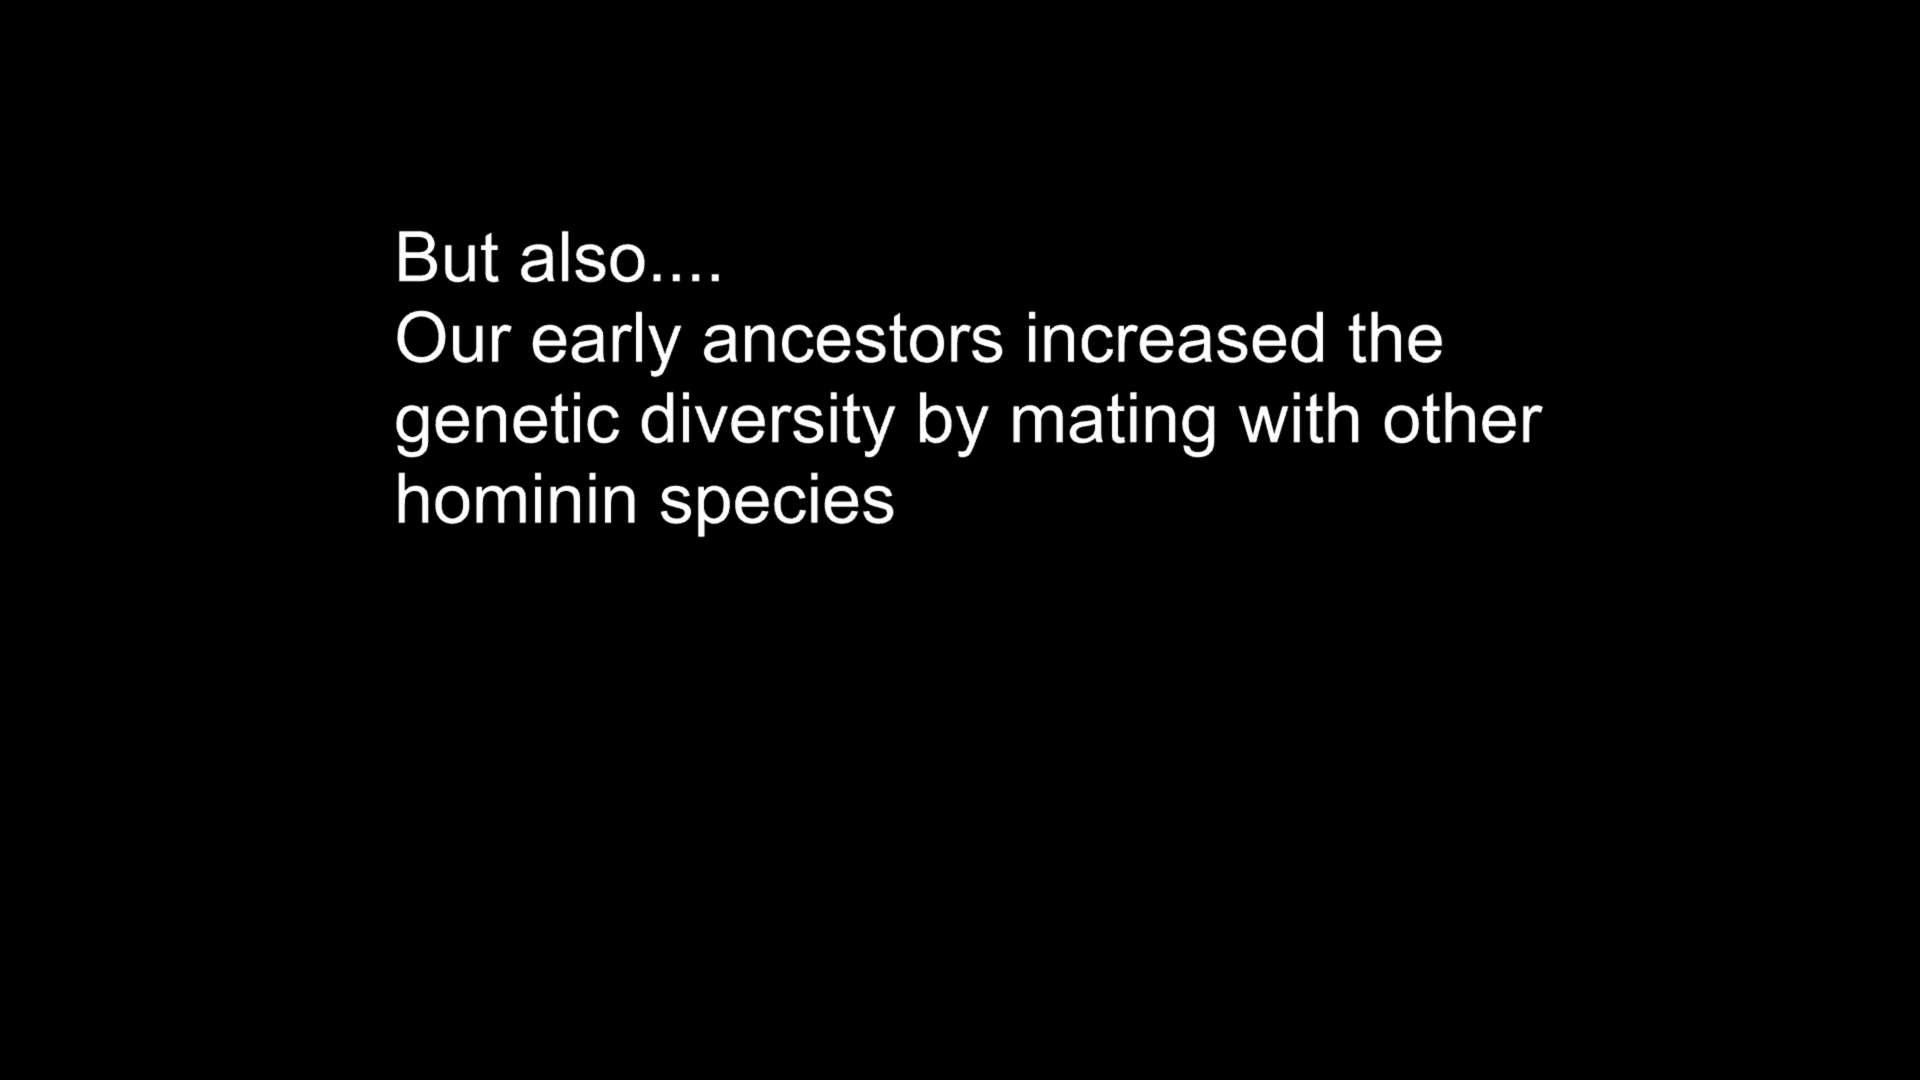 But also....
Our early ancestors increased the
genetic diversity by mating with other
hominin species